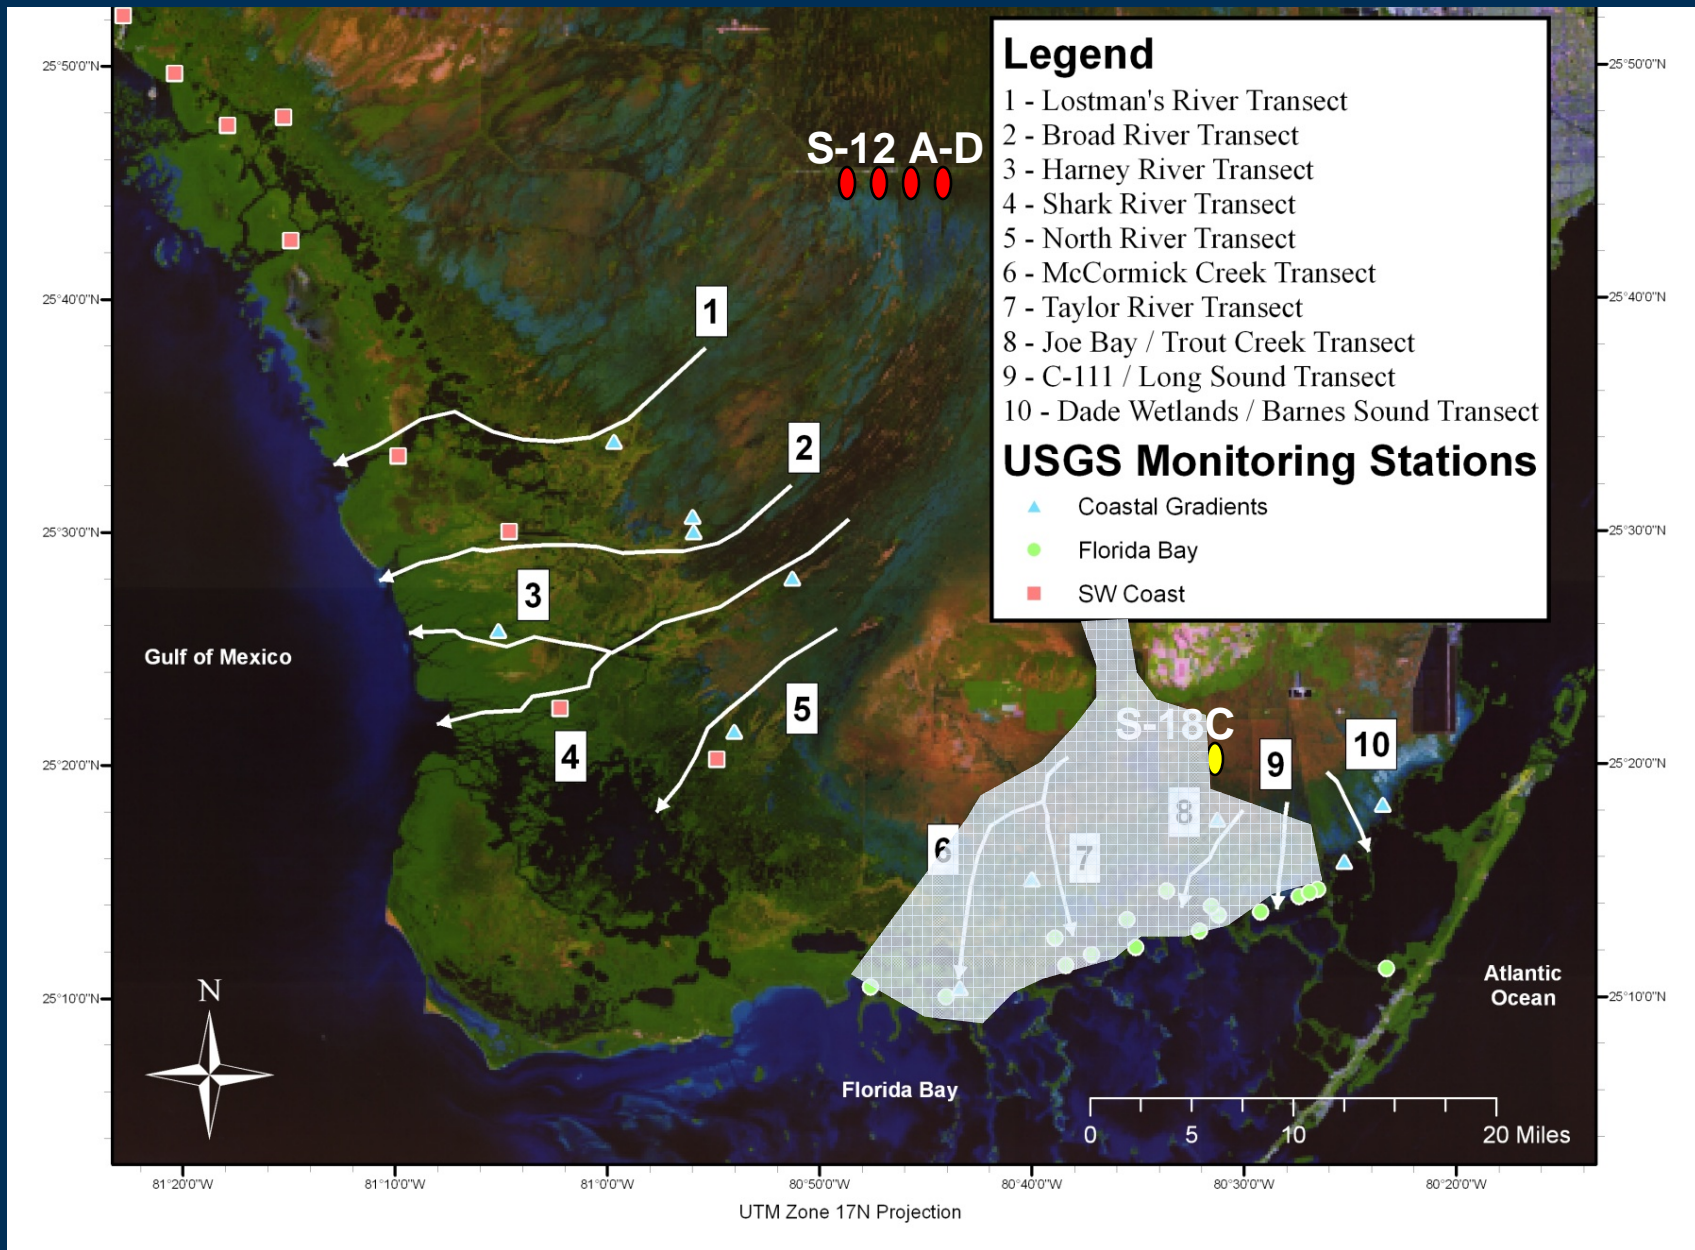 Legend
1 - Lostman's River Transect
2 - Broad River Transect
3 - Harney River Transect
4 - Shark River Transect
5 - North River Transect
6 - McCormick Creek Transect
7 - Taylor River Transect
8 - Joe Bay / Trout Creek Transect
9 - C-111 / Long Sound Transect
10 - Dade Wetlands / Barnes Sound Transect
USGS Monitoring Stations
Coastal Gradients
Florida Bay
SW Coast
25°50'0"N
25°50'0"N
S-12 A-D
25°40'0"N
25°40'0"N
1
2
25°30'0"N
25°30'0"N
3
Gulf of Mexico
5
S-18C
10
4
9
25°20'0"N
25°20'0"N
8
6
7
Atlantic
Ocean
N
25°10'0"N
25°10'0"N
Florida Bay
0 5 10 20 Miles
81°20'0"W 81°10'0"W 81°0'0"W 80°50'0"W 80°40'0"W 80°30'0"W 80°20'0"W
UTM Zone 17N Projection